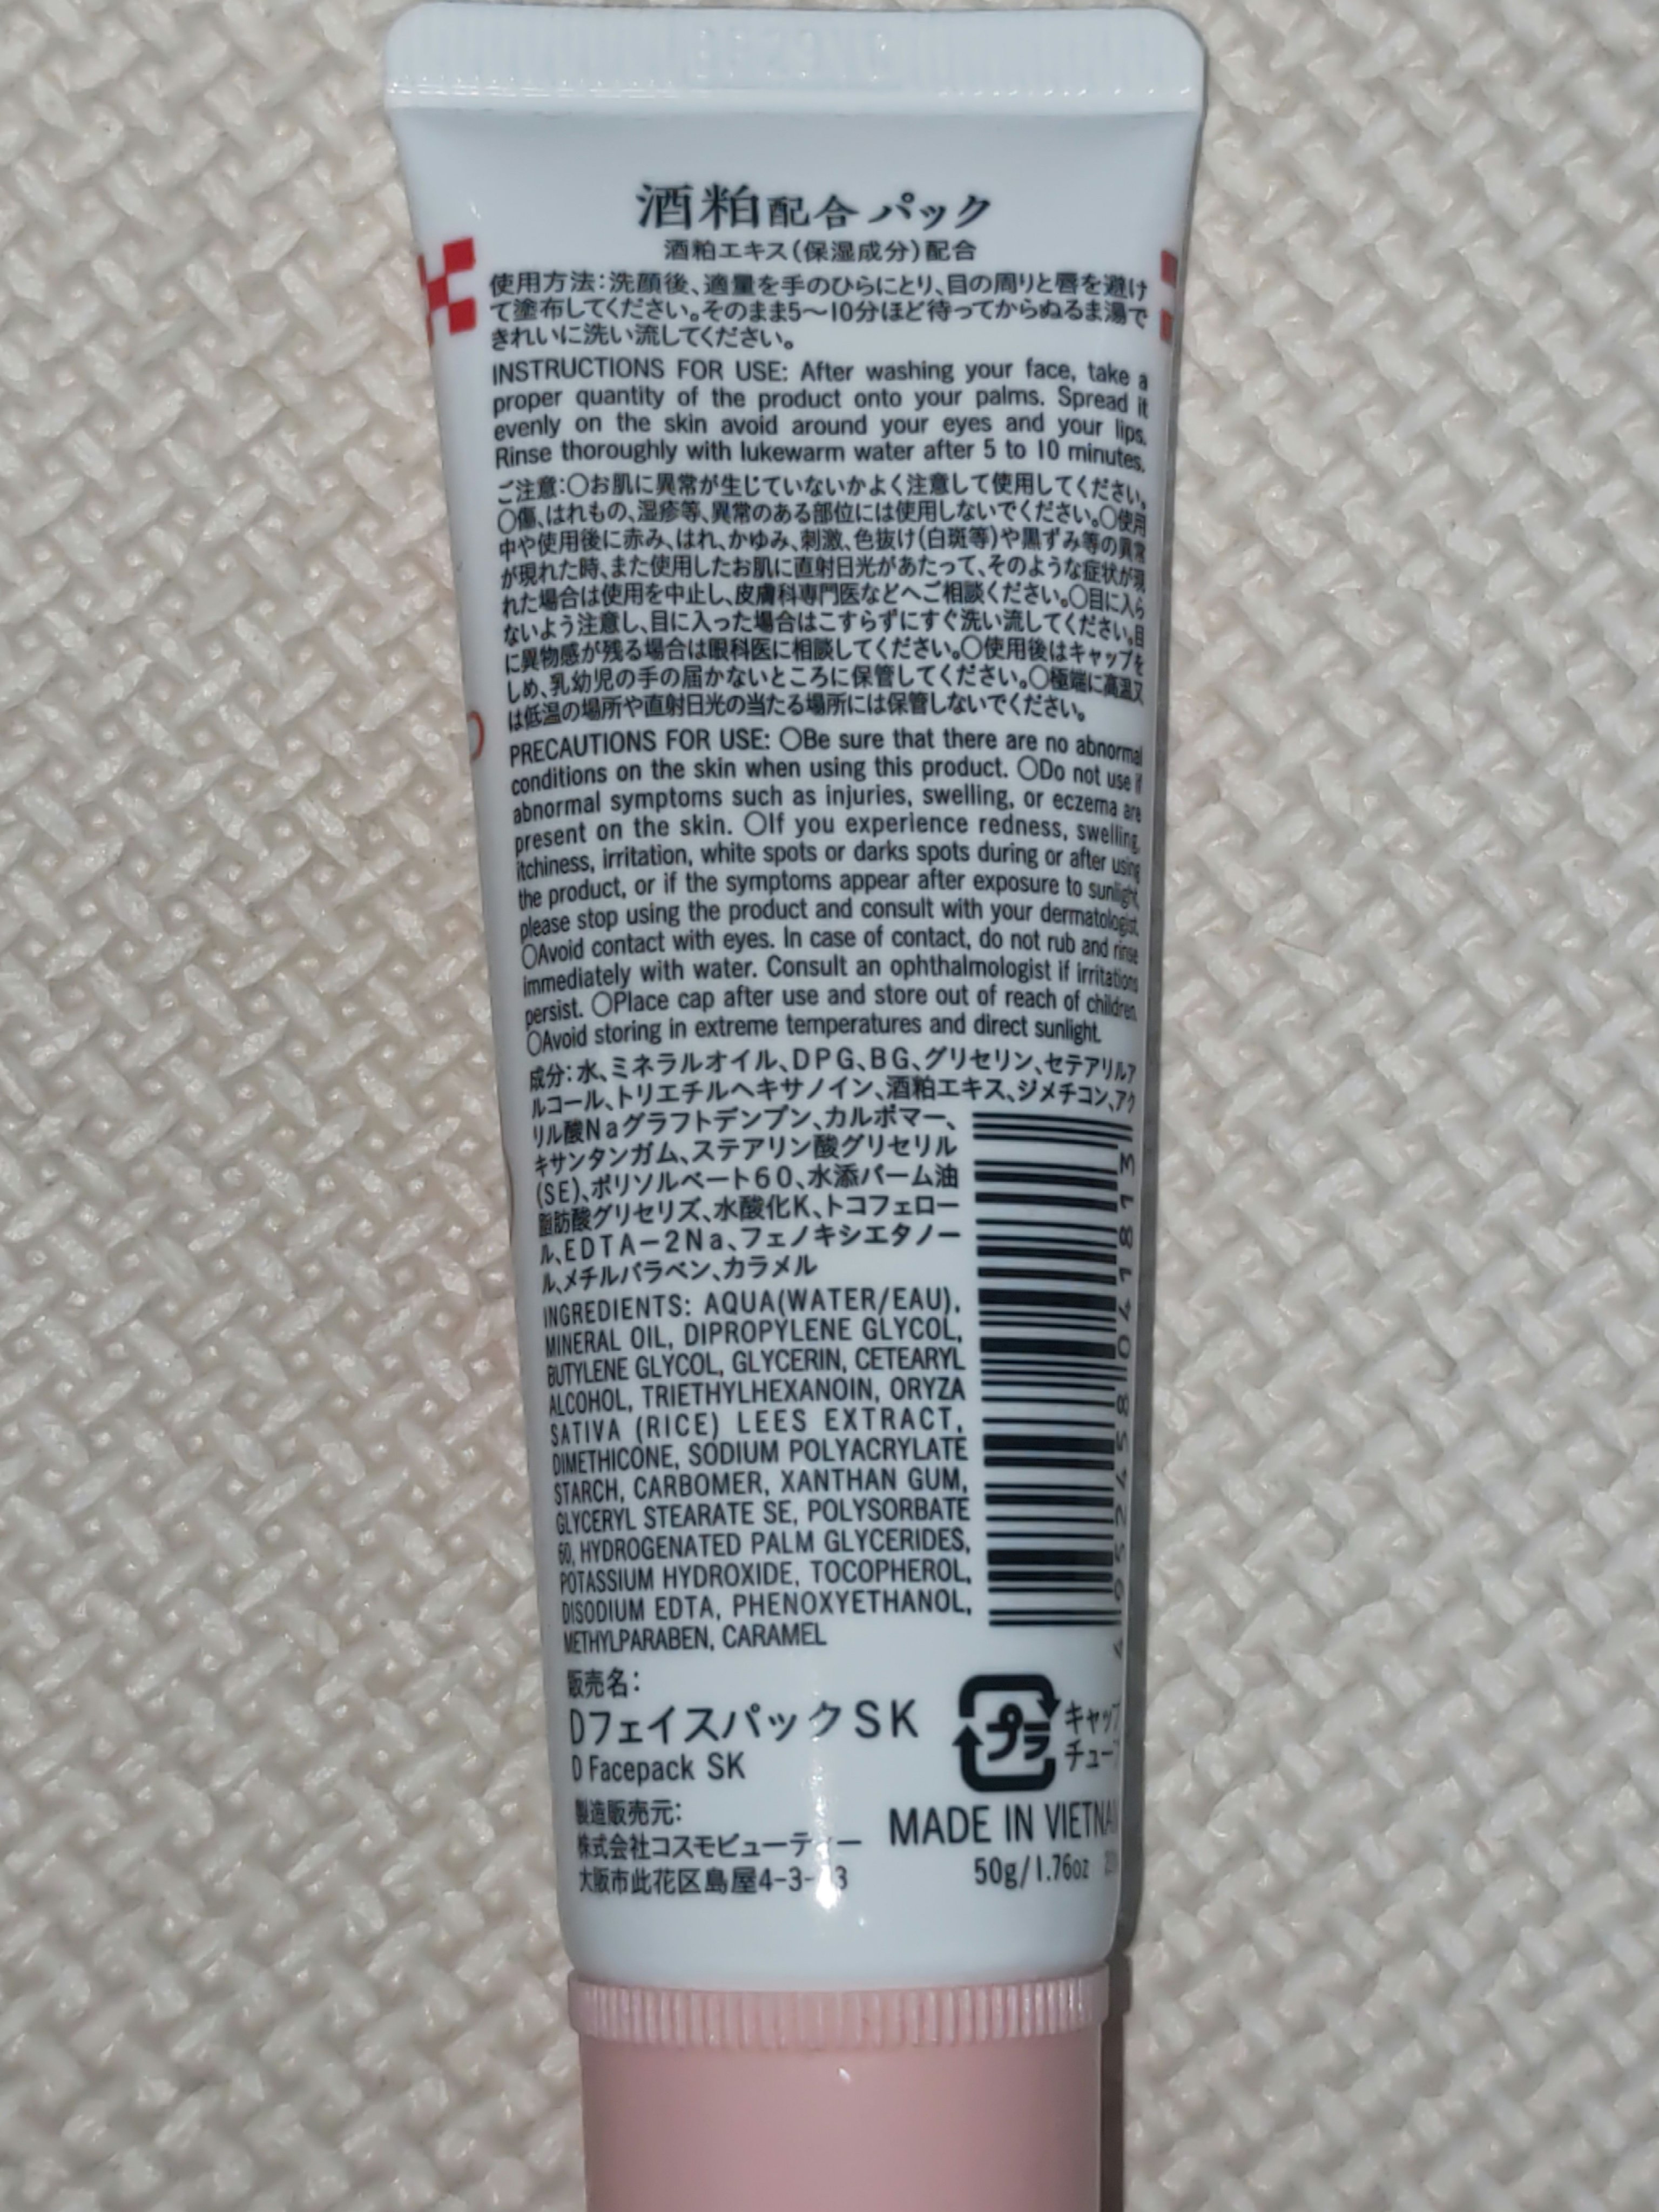 酒粕配合パック
酒粕エキス(保湿成分)配合
使用方法:洗顔後、適量を手のひらにとり、目の周りと唇を避け
て塗布してください。そのまま5〜10分ほど待ってからぬるま湯で
きれいに洗い流してください。
INSTRUCTIONS FOR USE: After washing your face, take a
proper quantity of the product onto your palms. Spread it
evenly on the skin avoid around your eyes and your lips.
Rinse thoroughly with lukewarm water after 5 to 10 minutes.
ご注意:○お肌に異常が生じていないかよく注意して使用してください。
○傷、はれもの、湿疹等、異常のある部位には使用しないでください。○使用
中や使用後に赤み、はれ、かゆみ、刺激、色抜け(白斑等)や黒ずみ等の異常
が現れた時、また使用したお肌に直射日光があたって、そのような症状が現
れた場合は使用を中止し、皮膚科専門医などへご相談ください。○目に入ら
ないよう注意し、目に入った場合はこすらずにすぐ洗い流してください。目
に異物感が残る場合は眼科医に相談してください。○使用後はキャップを
しめ、乳幼児の手の届かないところに保管してください。○極端に高温又
は低温の場所や直射日光の当たる場所には保管しないでください。
PRECAUTIONS FOR USE: ○Be sure that there are no abnormal
conditions on the skin when using this product. ○Do not use if
abnormal symptoms such as injuries, swelling, or eczema are
present on the skin. ○If you experience redness, swelling,
itchiness, irritation, white spots or darks spots during or after using
the product, or if the symptoms appear after exposure to sunlight,
please stop using the product and consult with your dermatologist.
○Avoid contact with eyes. In case of contact, do not rub and rinse
immediately with water. Consult an ophthalmologist if irritations
persist. ○Place cap after use and store out of reach of children.
○Avoid storing in extreme temperatures and direct sunlight.
成分:水、ミネラルオイル、DPG、BG、グリセリン、セテアリルア
ルコール、トリエチルヘキサノイン、酒粕エキス、ジメチコン、アク
リル酸Naグラフトデンプン、カルボマー、
キサンタンガム、ステアリン酸グリセリル
(SE)、ポリソルベート60、水添パーム油
脂肪酸グリセリズ、水酸化K、トコフェロー
ル、EDTA−2Na、フェノキシエタノー
ル、メチルパラベン、カラメル
INGREDIENTS: AQUA(WATER/EAU),
MINERAL OIL, DIPROPYLENE GLYCOL,
BUTYLENE GLYCOL, GLYCERIN, CETEARYL
ALCOHOL, TRIETHYLHEXANOIN, ORYZA
SATIVA (RICE) LEES EXTRACT,
DIMETHICONE, SODIUM POLYACRYLATE
STARCH, CARBOMER, XANTHAN GUM,
GLYCERYL STEARATE SE, POLYSORBATE
60, HYDROGENATED PALM GLYCERIDES,
POTASSIUM HYDROXIDE, TOCOPHEROL,
DISODIUM EDTA, PHENOXYETHANOL,
METHYLPARABEN, CARAMEL
販売名:
DフェイスパックSK
D Facepack SK
プラ
キャップ
チュー
製造販売元:
株式会社コスモビューティー
大阪市此花区島屋
MADE IN VIETNA
50g/1.76oz